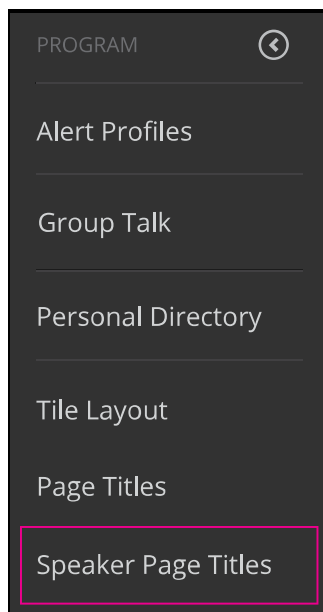 PROGRAM
Alert Profiles
Group Talk
Personal Directory
Tile Layout
Page Titles
Speaker Page Titles